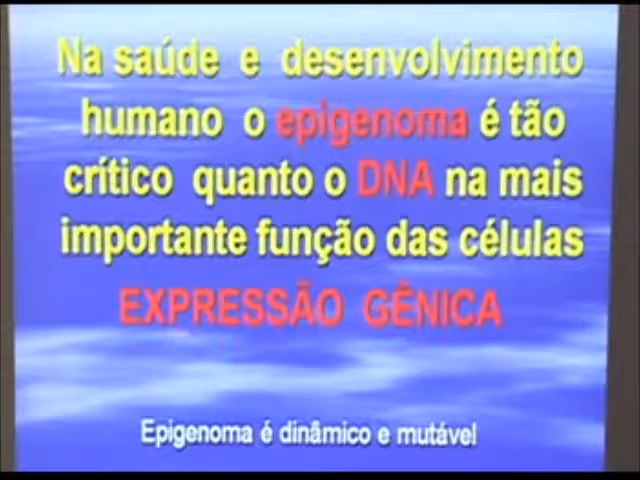 Na saúde e desenvolvimento
humano o epigenoma é tão
crítico quanto o DNA na mais
importante função das células
EXPRESSÃO GÊNICA
Epigenoma é dinâmico e mutável